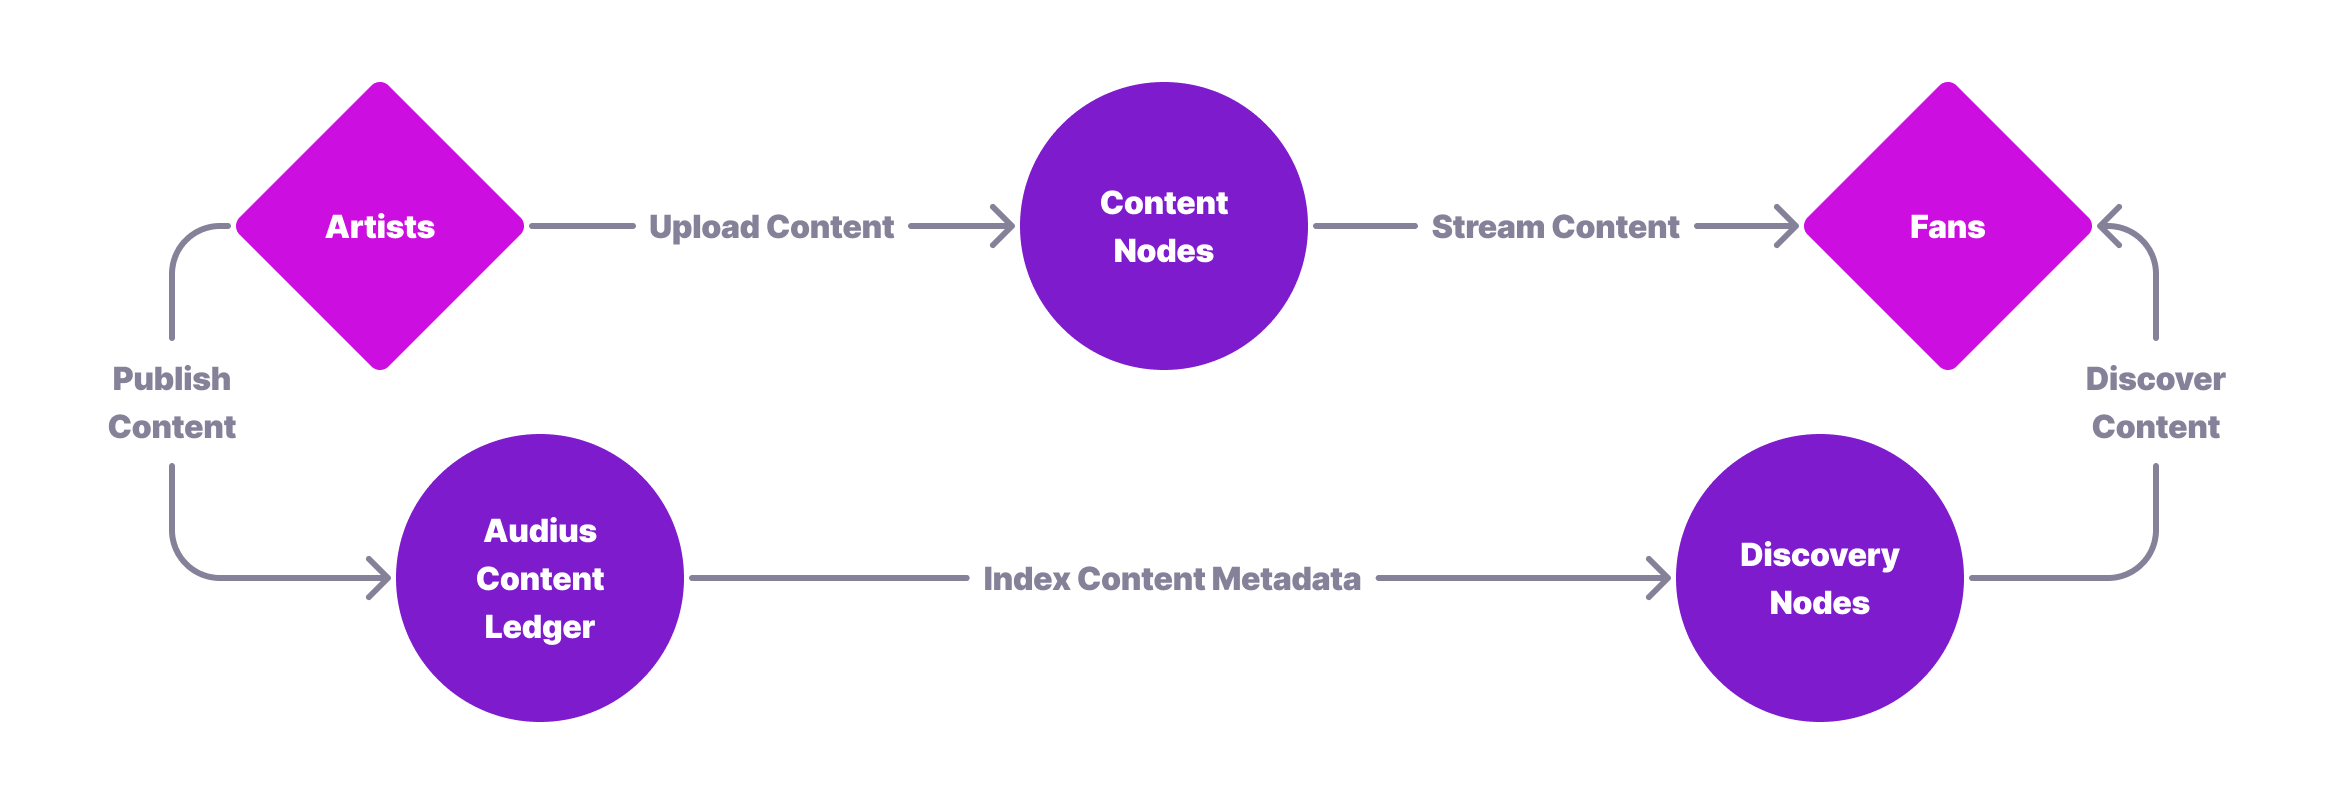 Artists
Upload Content
Content
Nodes
Stream Content
Fans
Publish
Content
Discover
Content
Audius
Content
Ledger
Index Content Metadata
Discovery
Nodes